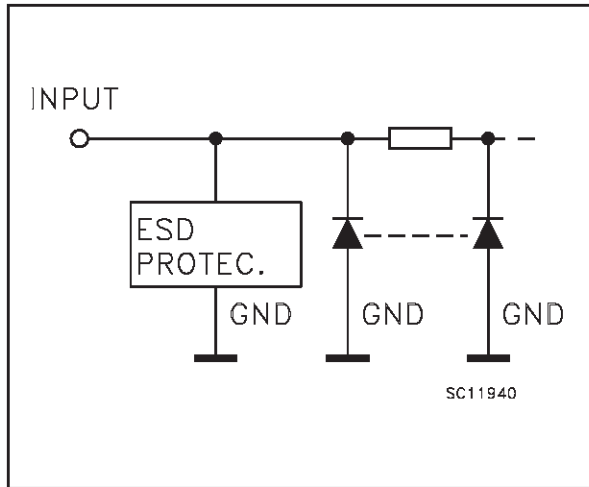 INPUT
ESD
PROTEC.
GND
GND
GND
SC11940